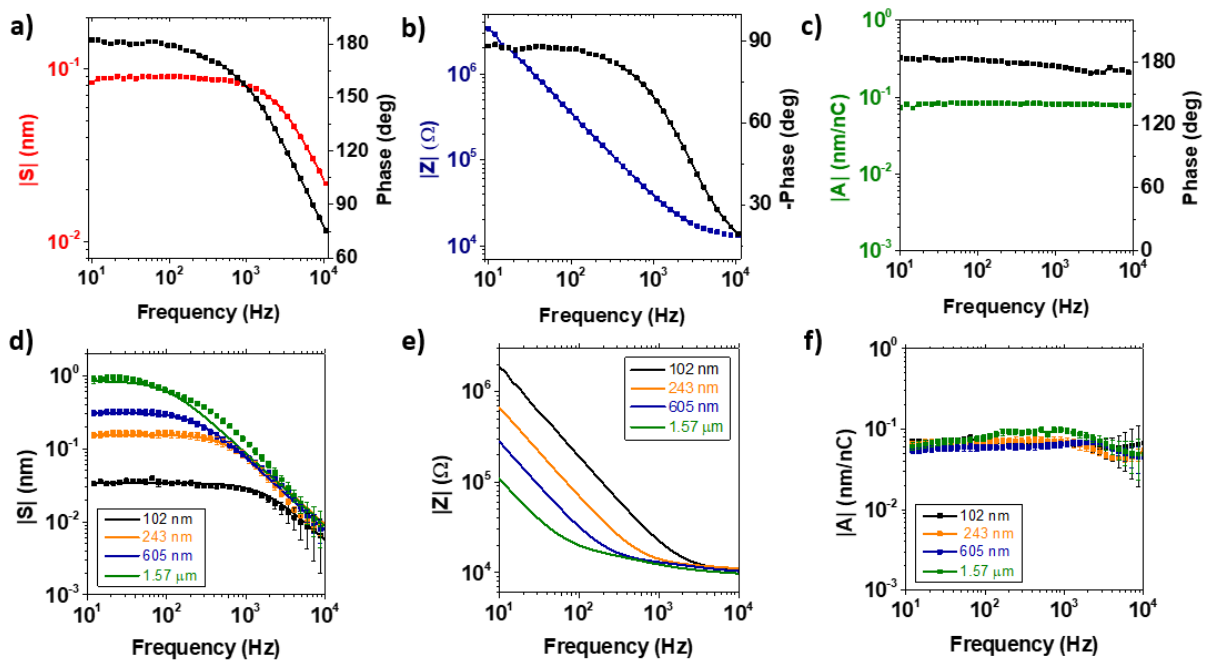 a)
10⁻¹
10⁻²
|S| (nm)
180
150
120
90
60
Phase (deg)
10¹ 10² 10³ 10⁴
Frequency (Hz)
b)
10⁶
10⁵
10⁴
|Z| (Ω)
90
60
30
-Phase (deg)
10¹ 10² 10³ 10⁴
Frequency (Hz)
c)
10⁰
10⁻¹
10⁻²
10⁻³
|A| (nm/nC)
180
120
60
0
Phase (deg)
10¹ 10² 10³ 10⁴
Frequency (Hz)
d)
10⁰
10⁻¹
10⁻²
10⁻³
|S| (nm)
102 nm
243 nm
605 nm
1.57 μm
10¹ 10² 10³ 10⁴
Frequency (Hz)
e)
10⁶
10⁵
10⁴
|Z| (Ω)
102 nm
243 nm
605 nm
1.57 μm
10¹ 10² 10³ 10⁴
Frequency (Hz)
f)
10⁰
10⁻¹
10⁻²
10⁻³
|A| (nm/nC)
102 nm
243 nm
605 nm
1.57 μm
10¹ 10² 10³ 10⁴
Frequency (Hz)